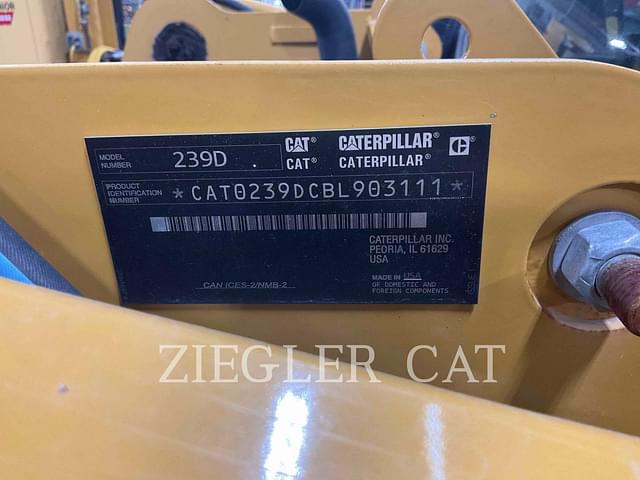 MODEL NUMBER 239D CAT® CATERPILLAR®
CAT® CATERPILLAR®
PRODUCT IDENTIFICATION NUMBER *CAT0239DCBL903111*
CATERPILLAR INC.
PEORIA, IL 61629
USA
MADE IN USA
OF DOMESTIC AND
FOREIGN COMPONENTS
CAN ICES-2/NMB-2
ZIEGLER CAT